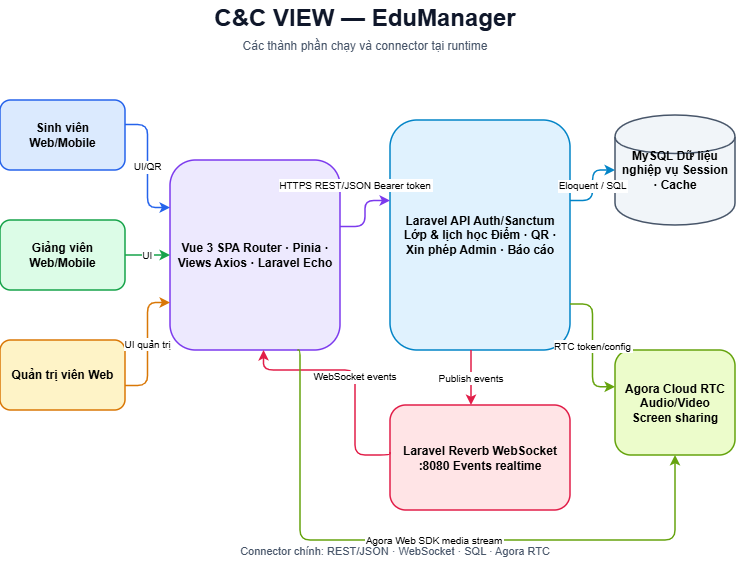 C&C VIEW — EduManager
Các thành phần chạy và connector tại runtime
Sinh viên
Web/Mobile
UI/QR
Giảng viên
Web/Mobile
UI
Quản trị viên Web
UI quản trị
Vue 3 SPA Router · Pinia ·
Views Axios · Laravel Echo
HTTPS REST/JSON Bearer token
Laravel API Auth/Sanctum
Lớp & lịch học Điểm · QR ·
Xin phép Admin · Báo cáo
Eloquent / SQL
MySQL Dữ liệu
nghiệp vụ Session
· Cache
RTC token/config
Agora Cloud RTC
Audio/Video
Screen sharing
WebSocket events
Publish events
Laravel Reverb WebSocket
:8080 Events realtime
Agora Web SDK media stream
Connector chính: REST/JSON · WebSocket · SQL · Agora RTC